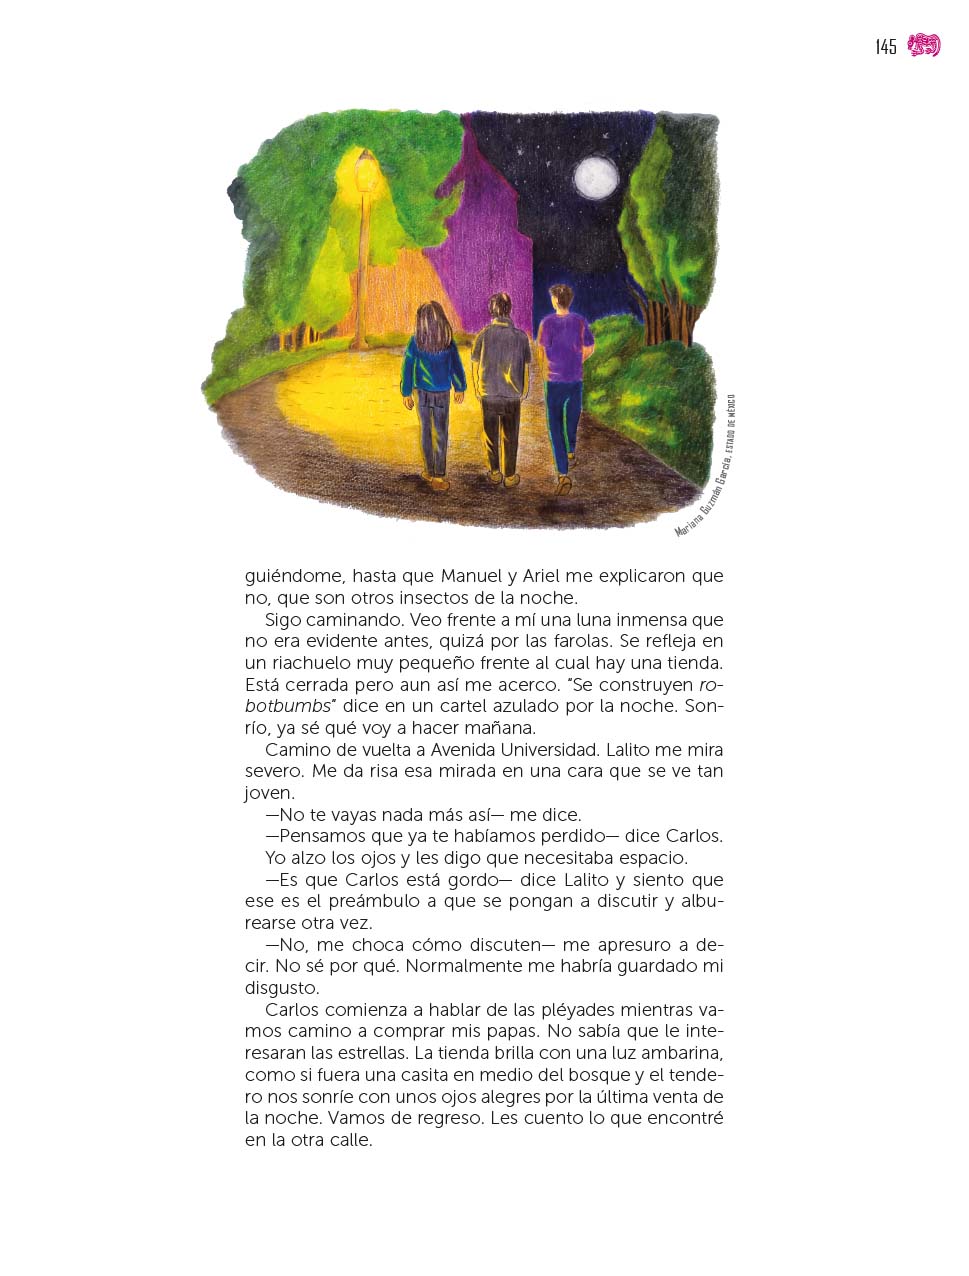 145
Mariana Guzmán García, ESTADO DE MÉXICO
guiéndome, hasta que Manuel y Ariel me explicaron que
no, que son otros insectos de la noche.
Sigo caminando. Veo frente a mí una luna inmensa que
no era evidente antes, quizá por las farolas. Se refleja en
un riachuelo muy pequeño frente al cual hay una tienda.
Está cerrada pero aun así me acerco. “Se construyen ro-
botbumbs” dice en un cartel azulado por la noche. Son-
río, ya sé qué voy a hacer mañana.
Camino de vuelta a Avenida Universidad. Lalito me mira
severo. Me da risa esa mirada en una cara que se ve tan
joven.
—No te vayas nada más así— me dice.
—Pensamos que ya te habíamos perdido— dice Carlos.
Yo alzo los ojos y les digo que necesitaba espacio.
—Es que Carlos está gordo— dice Lalito y siento que
ese es el preámbulo a que se pongan a discutir y albu-
rearse otra vez.
—No, me choca cómo discuten— me apresuro a de-
cir. No sé por qué. Normalmente me habría guardado mi
disgusto.
Carlos comienza a hablar de las pléyades mientras va-
mos camino a comprar mis papas. No sabía que le inte-
resaran las estrellas. La tienda brilla con una luz ambarina,
como si fuera una casita en medio del bosque y el tende-
ro nos sonríe con unos ojos alegres por la última venta de
la noche. Vamos de regreso. Les cuento lo que encontré
en la otra calle.